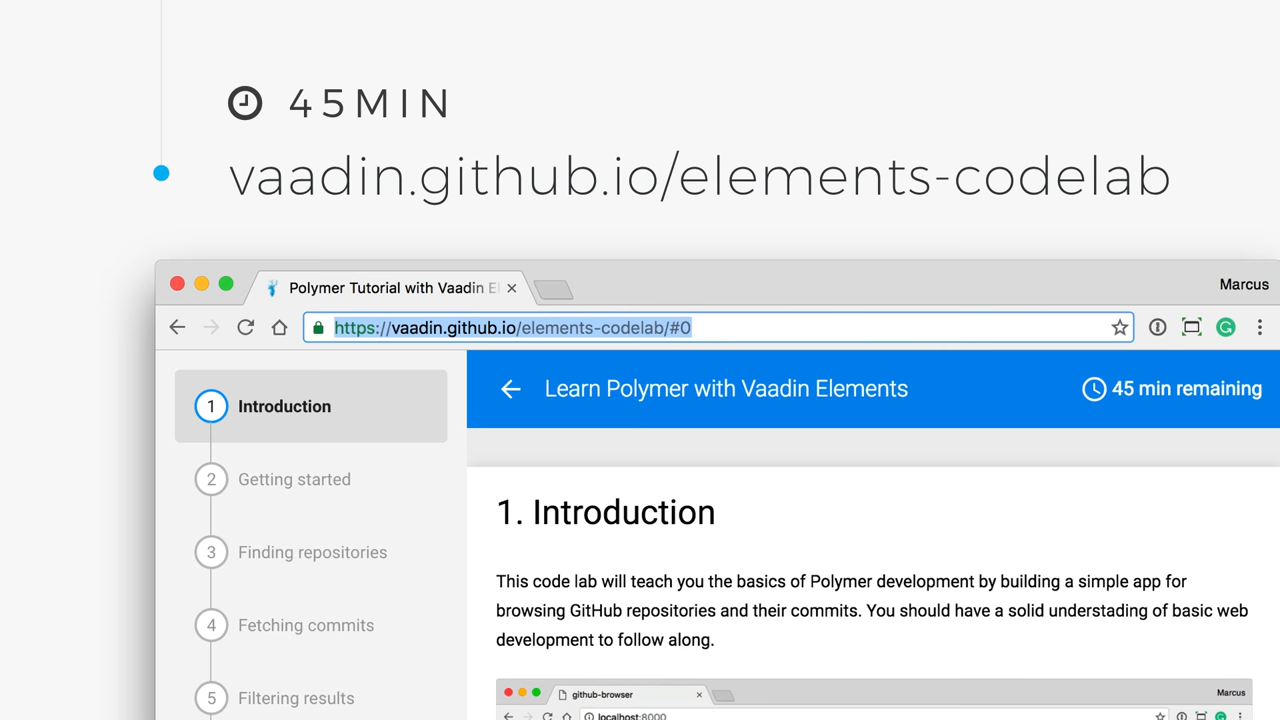 45MIN
vaadin.github.io/elements-codelab
Polymer Tutorial with Vaadin El
Marcus
https://vaadin.github.io/elements-codelab/#0
1 Introduction
2 Getting started
3 Finding repositories
4 Fetching commits
5 Filtering results
Learn Polymer with Vaadin Elements
45 min remaining
1. Introduction
This code lab will teach you the basics of Polymer development by building a simple app for
browsing GitHub repositories and their commits. You should have a solid understading of basic web
development to follow along.
github-browser
Marcus
localhost:8000